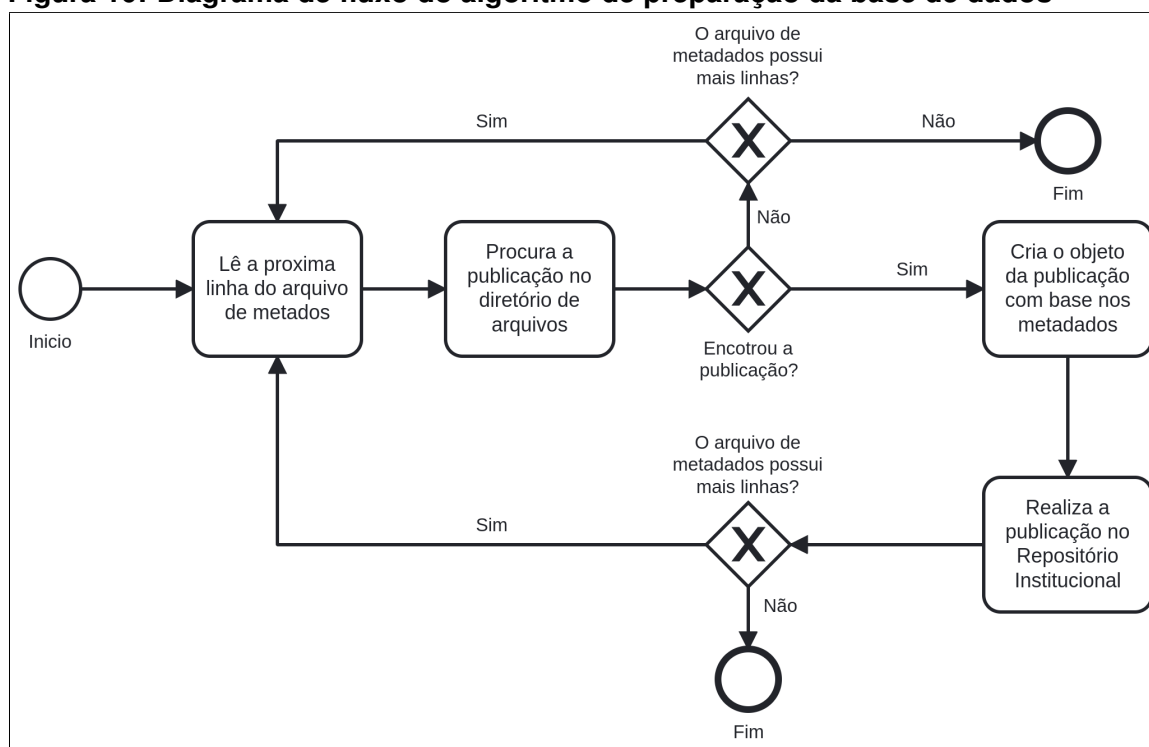 Figura Diagrama de fluxo do algoritmo de preparação da base de dados
O arquivo de
metadados possui
mais linhas?
Sim
Não
Fim
Não
Inicio
Lê a proxima
linha do arquivo
de metados
Procura a
publicação no
diretório de
arquivos
Encotrou a
publicação?
Sim
Cria o objeto
da publicação
com base nos
metadados
O arquivo de
metadados possui
mais linhas?
Sim
Não
Realiza a
publicação no
Repositório
Institucional
Fim